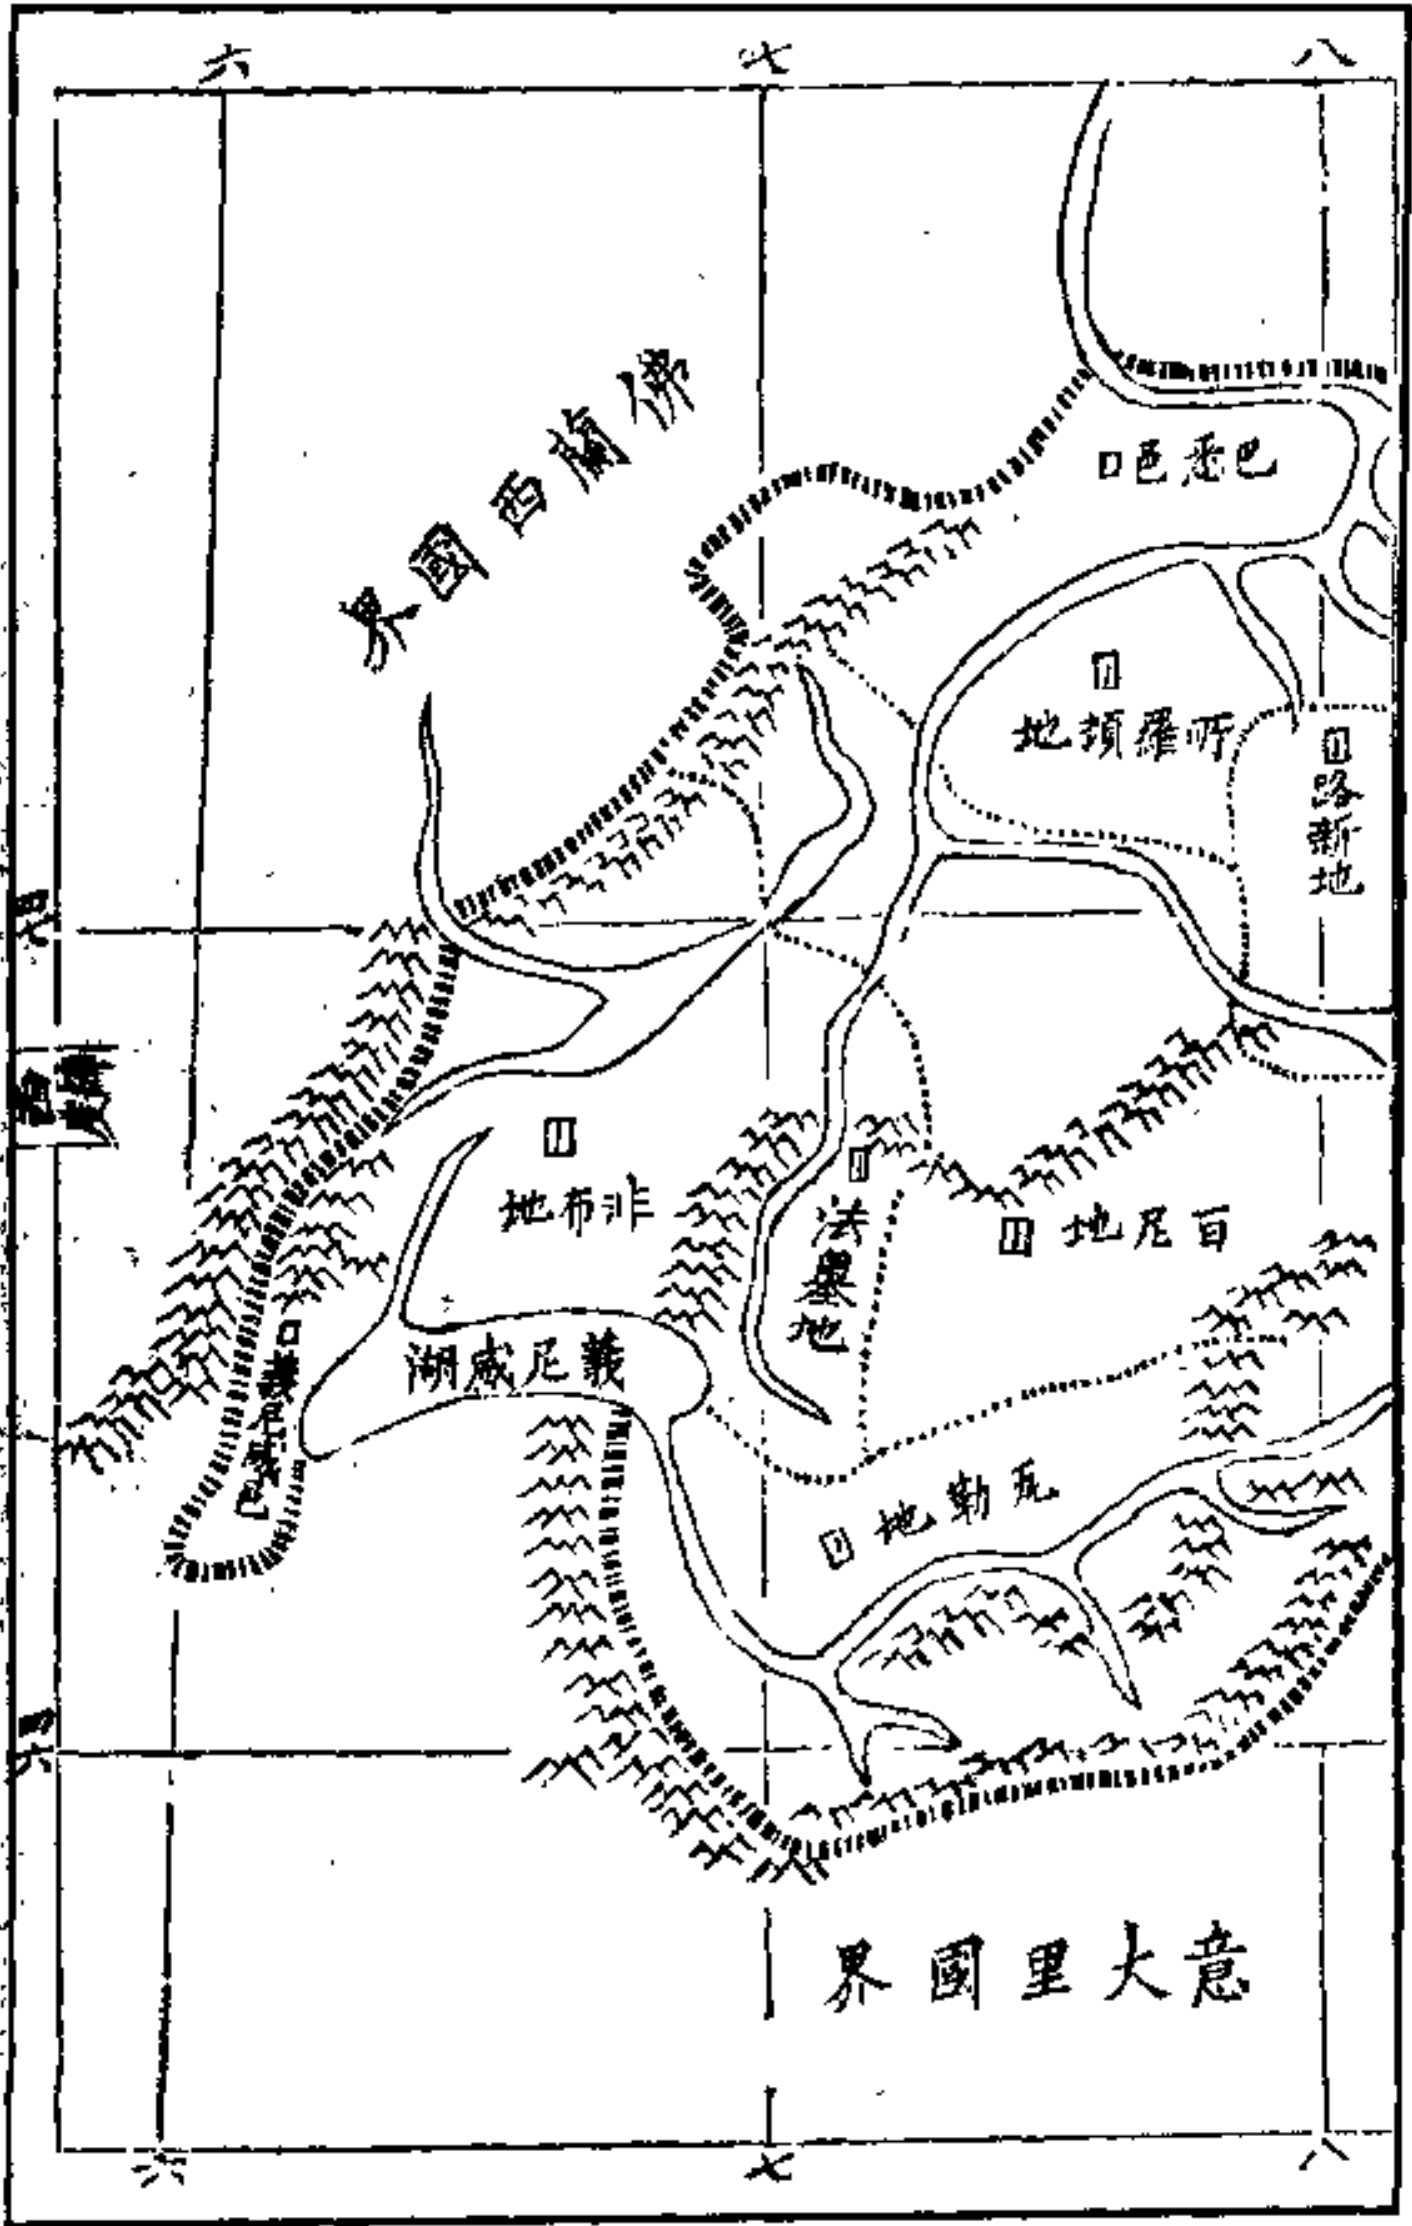 六
七
八
佛蘭西國界
巴悉邑
所羅頓地
路斯地
百尼地
法墨地
非布地
義尼威湖
瓦勒地
意大里國界
六
七
八